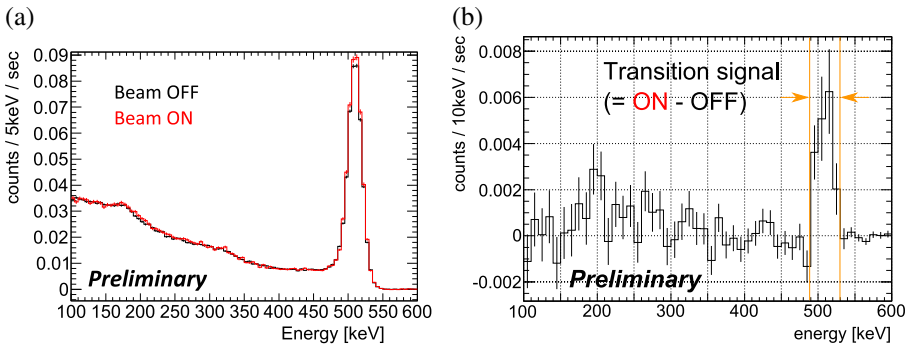 (a)
counts / 5keV / sec
0.09
0.08
0.07
0.06
0.05
0.04
0.03
0.02
0.01
0
Beam OFF
Beam ON
Preliminary
100 150 200 250 300 350 400 450 500 550 600
Energy [keV]
(b)
counts / 10keV / sec
0.008
0.006
0.004
0.002
0
-0.002
Transition signal
(= ON - OFF)
Preliminary
100 200 300 400 500 600
energy [keV]